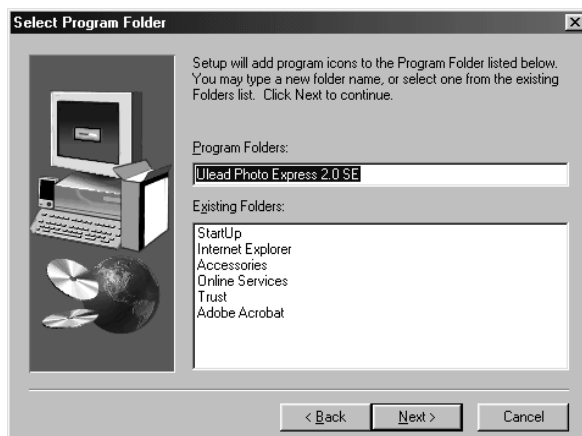 Select Program Folder
Setup will add program icons to the Program Folder listed below.
You may type a new folder name, or select one from the existing
Folders list. Click Next to continue.
Program Folders:
Ulead Photo Express 2.0 SE
Existing Folders:
StartUp
Internet Explorer
Accessories
Online Services
Trust
Adobe Acrobat
< Back
Next >
Cancel